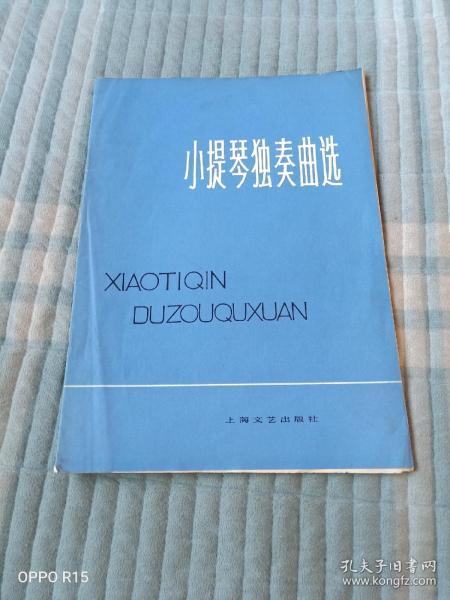 小提琴独奏曲选
XIAOTIQIN
DUZOUQUXUAN
上海文艺出版社
OPPO R15
孔夫子旧书网
www.kongfz.com